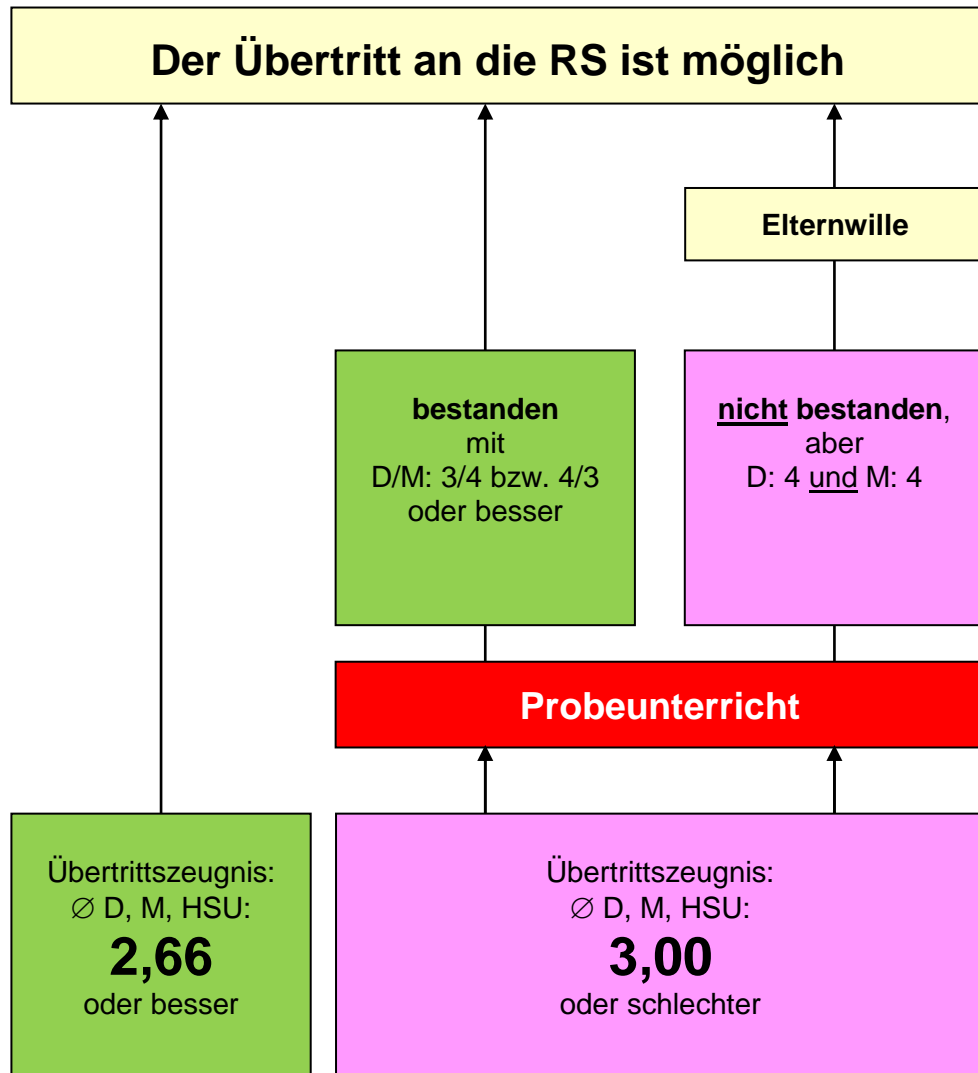 Der Übertritt an die RS ist möglich
Elternwille
bestanden
mit
D/M: 3/4 bzw. 4/3
oder besser
nicht bestanden,
aber
D: 4 und M: 4
Probeunterricht
Übertrittszeugnis:
∅ D, M, HSU:
2,66
oder besser
Übertrittszeugnis:
∅ D, M, HSU:
3,00
oder schlechter